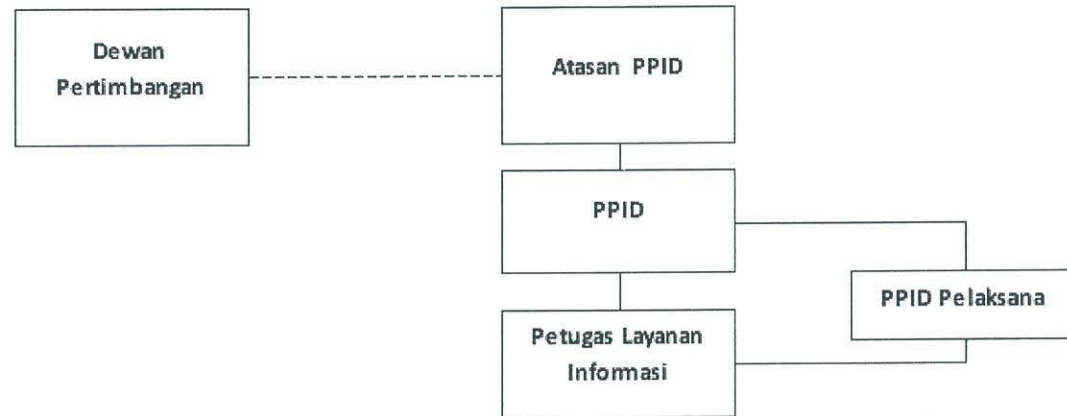 Dewan
Pertimbangan
Atasan PPID
PPID
PPID Pelaksana
Petugas Layanan
Informasi